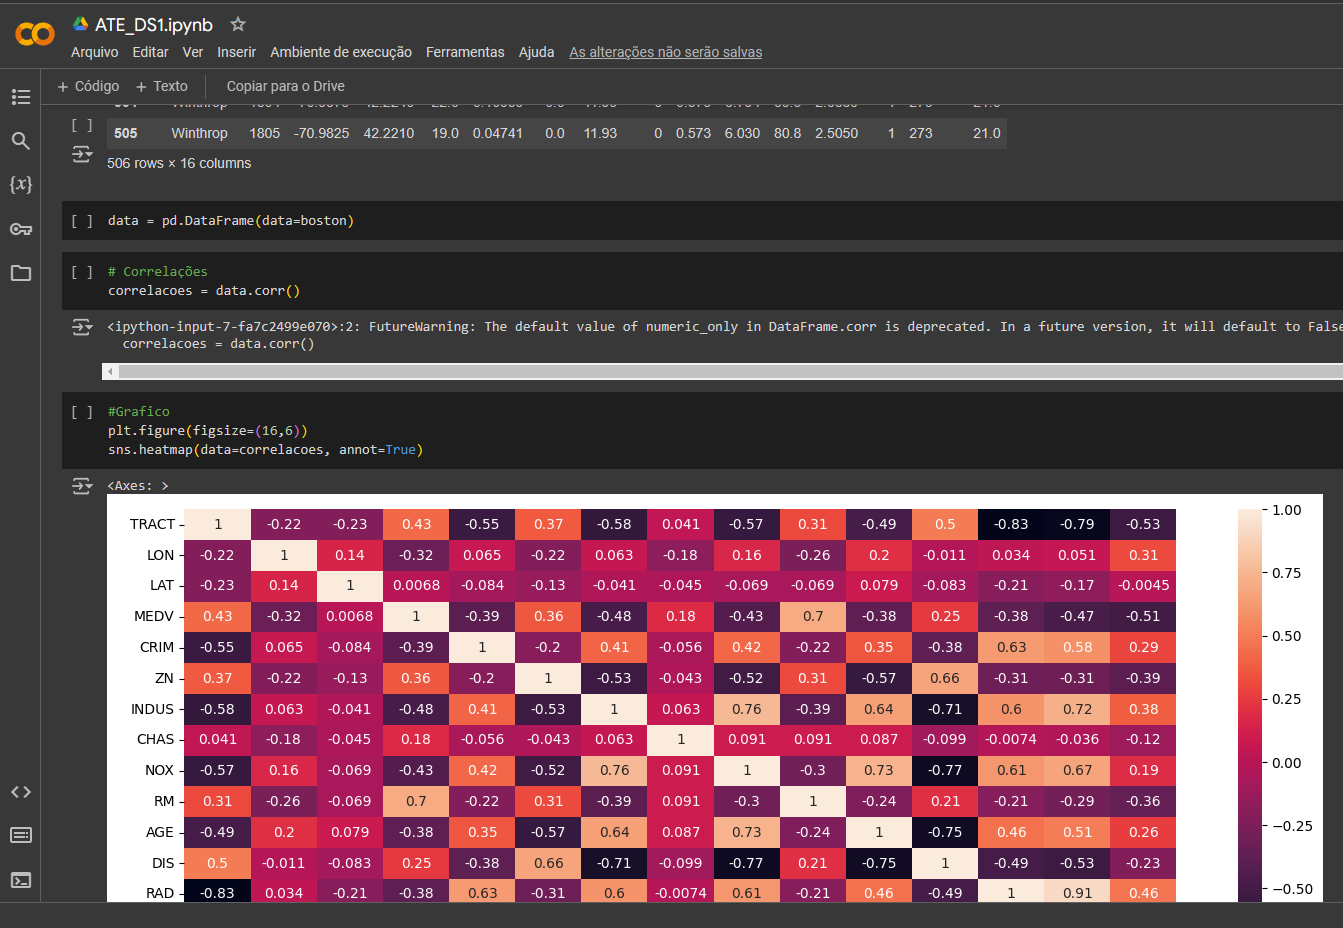 ATE_DS1.ipynb
Arquivo Editar Ver Inserir Ambiente de execução Ferramentas Ajuda As alterações não serão salvas
+ Código + Texto Copiar para o Drive
[ ] 505 Winthrop 1805 -70.9825 42.2210 19.0 0.04741 0.0 11.93 0 0.573 6.030 80.8 2.5050 1 273 21.0
506 rows × 16 columns
[ ] data = pd.DataFrame(data=boston)
[ ] # Correlações
correlacoes = data.corr()
<ipython-input-7-fa7c2499e070>:2: FutureWarning: The default value of numeric_only in DataFrame.corr is deprecated. In a future version, it will default to False
correlacoes = data.corr()
[ ] #Grafico
plt.figure(figsize=(16,6))
sns.heatmap(data=correlacoes, annot=True)
<Axes: >
TRACT 1 -0.22 -0.23 0.43 -0.55 0.37 -0.58 0.041 -0.57 0.31 -0.49 0.5 -0.83 -0.79 -0.53 1.00
LON -0.22 1 0.14 -0.32 0.065 -0.22 0.063 -0.18 0.16 -0.26 0.2 -0.011 0.034 0.051 0.31
LAT -0.23 0.14 1 0.0068 -0.084 -0.13 -0.041 -0.045 -0.069 -0.069 0.079 -0.083 -0.21 -0.17 -0.0045 0.75
MEDV 0.43 -0.32 0.0068 1 -0.39 0.36 -0.48 0.18 -0.43 0.7 -0.38 0.25 -0.38 -0.47 -0.51 0.50
CRIM -0.55 0.065 -0.084 -0.39 1 -0.2 0.41 -0.056 0.42 -0.22 0.35 -0.38 0.63 0.58 0.29
ZN 0.37 -0.22 -0.13 0.36 -0.2 1 -0.53 -0.043 -0.52 0.31 -0.57 0.66 -0.31 -0.31 -0.39 0.25
INDUS -0.58 0.063 -0.041 -0.48 0.41 -0.53 1 0.063 0.76 -0.39 0.64 -0.71 0.6 0.72 0.38
CHAS 0.041 -0.18 -0.045 0.18 -0.056 -0.043 0.063 1 0.091 0.091 0.087 -0.099 -0.0074 -0.036 -0.12 0.00
NOX -0.57 0.16 -0.069 -0.43 0.42 -0.52 0.76 0.091 1 -0.3 0.73 -0.77 0.61 0.67 0.19
RM 0.31 -0.26 -0.069 0.7 -0.22 0.31 -0.39 0.091 -0.3 1 -0.24 0.21 -0.21 -0.29 -0.36
AGE -0.49 0.2 0.079 -0.38 0.35 -0.57 0.64 0.087 0.73 -0.24 1 -0.75 0.46 0.51 0.26 −0.25
DIS 0.5 -0.011 -0.083 0.25 -0.38 0.66 -0.71 -0.099 -0.77 0.21 -0.75 1 -0.49 -0.53 -0.23
RAD -0.83 0.034 -0.21 -0.38 0.63 -0.31 0.6 -0.0074 0.61 -0.21 0.46 -0.49 1 0.91 0.46 −0.50